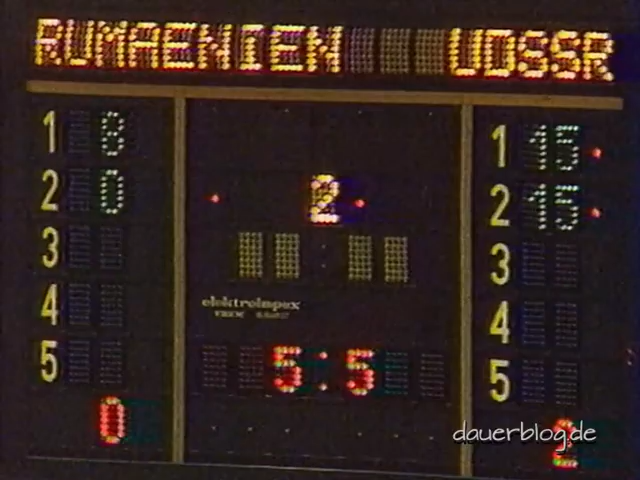 RUMAENIEN UDSSR
1 8 1 15
2 0 2 2 15
3 3
4 4
elektroimpex
5 5:5 5
0 2
dauerblog.de